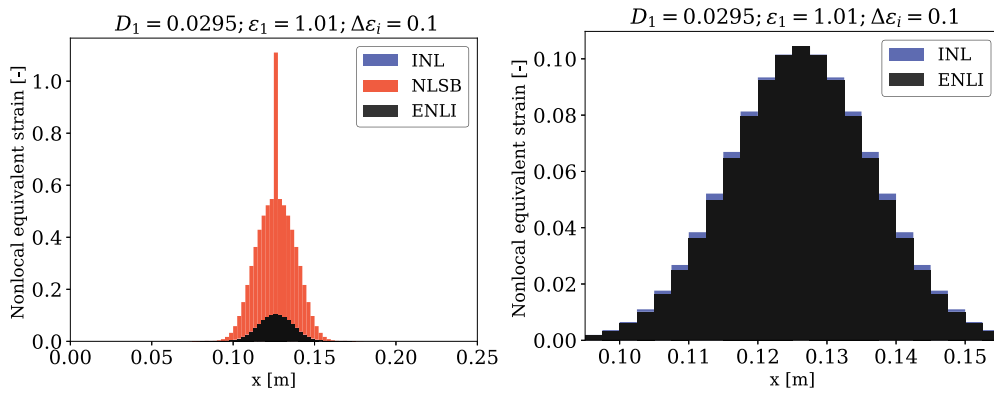 D₁ = 0.0295; ε₁ = 1.01; Δεᵢ = 0.1
Nonlocal equivalent strain [-]
1.0
0.8
0.6
0.4
0.2
0.0
INL
NLSB
ENLI
0.00 0.05 0.10 0.15 0.20 0.25
x [m]
D₁ = 0.0295; ε₁ = 1.01; Δεᵢ = 0.1
Nonlocal equivalent strain [-]
0.10
0.08
0.06
0.04
0.02
0.00
INL
ENLI
0.10 0.11 0.12 0.13 0.14 0.15
x [m]